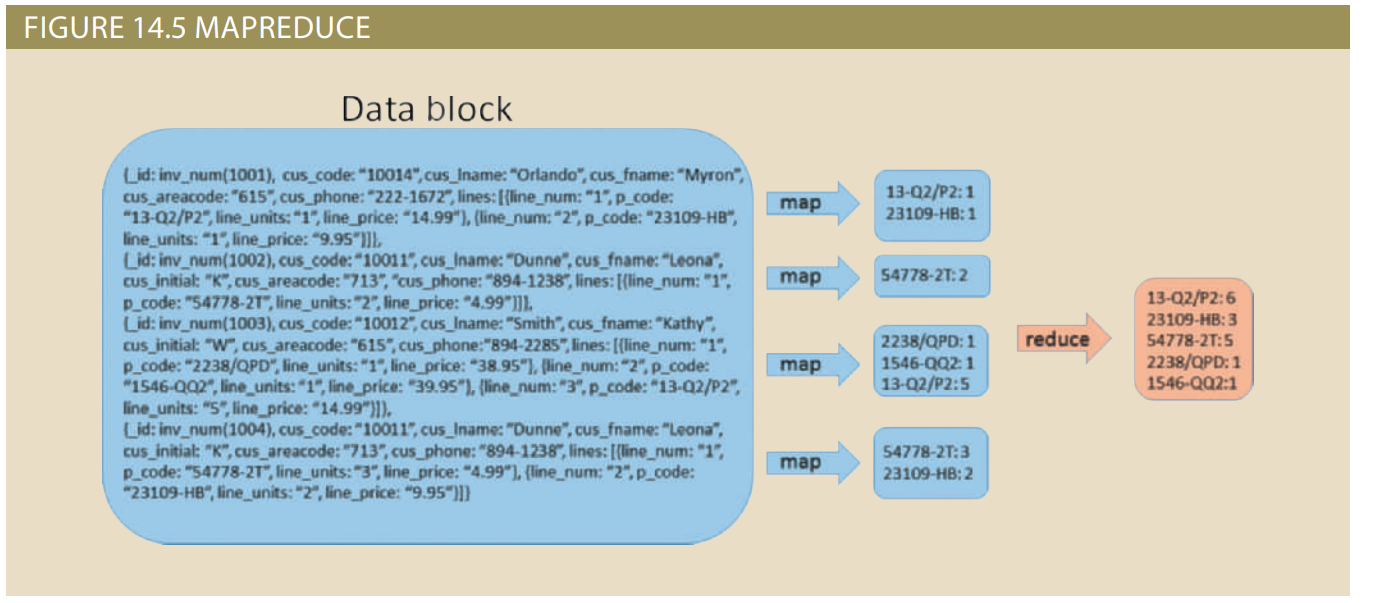 FIGURE 14.5 MAPREDUCE
Data block
{_id: inv_num(1001), cus_code: "10014", cus_lname: "Orlando", cus_fname: "Myron",
cus_areacode: "615", cus_phone: "222-1672", lines: [{line_num: "1", p_code:
"13-Q2/P2", line_units: "1", line_price: "14.99"}, {line_num: "2", p_code: "23109-HB",
line_units: "1", line_price: "9.95"}]},
{_id: inv_num(1002), cus_code: "10011", cus_lname: "Dunne", cus_fname: "Leona",
cus_initial: "K", cus_areacode: "713", "cus_phone: "894-1238", lines: [{line_num: "1",
p_code: "54778-2T", line_units: "2", line_price: "4.99"}]},
{_id: inv_num(1003), cus_code: "10012", cus_lname: "Smith", cus_fname: "Kathy",
cus_initial: "W", cus_areacode: "615", cus_phone:"894-2285", lines: [{line_num: "1",
p_code: "2238/QPD", line_units: "1", line_price: "38.95"}, {line_num: "2", p_code:
"1546-QQ2", line_units: "1", line_price: "39.95"}, {line_num: "3", p_code: "13-Q2/P2",
line_units: "5", line_price: "14.99"}]},
{_id: inv_num(1004), cus_code: "10011", cus_lname: "Dunne", cus_fname: "Leona",
cus_initial: "K", cus_areacode: "713", cus_phone: "894-1238", lines: [{line_num: "1",
p_code: "54778-2T", line_units: "3", line_price: "4.99"}, {line_num: "2", p_code:
"23109-HB", line_units: "2", line_price: "9.95"}]}
map
13-Q2/P2: 1
23109-HB: 1
map
54778-2T: 2
map
2238/QPD: 1
1546-QQ2: 1
13-Q2/P2: 5
map
54778-2T: 3
23109-HB: 2
reduce
13-Q2/P2: 6
23109-HB: 3
54778-2T: 5
2238/QPD: 1
1546-QQ2:1